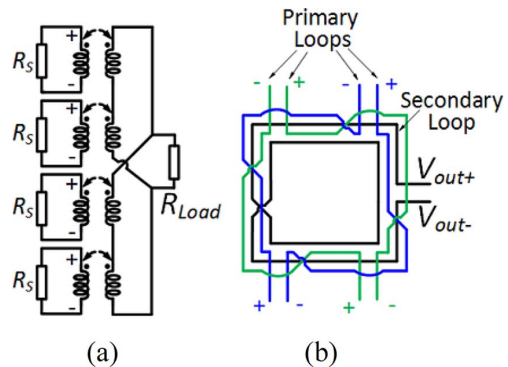 +
R_S
-
+
R_S
-
+
R_S
-
+
R_S
-
R_Load
(a)
Primary
Loops
- + - +
Secondary
Loop
V_out+
V_out-
+ - + -
(b)